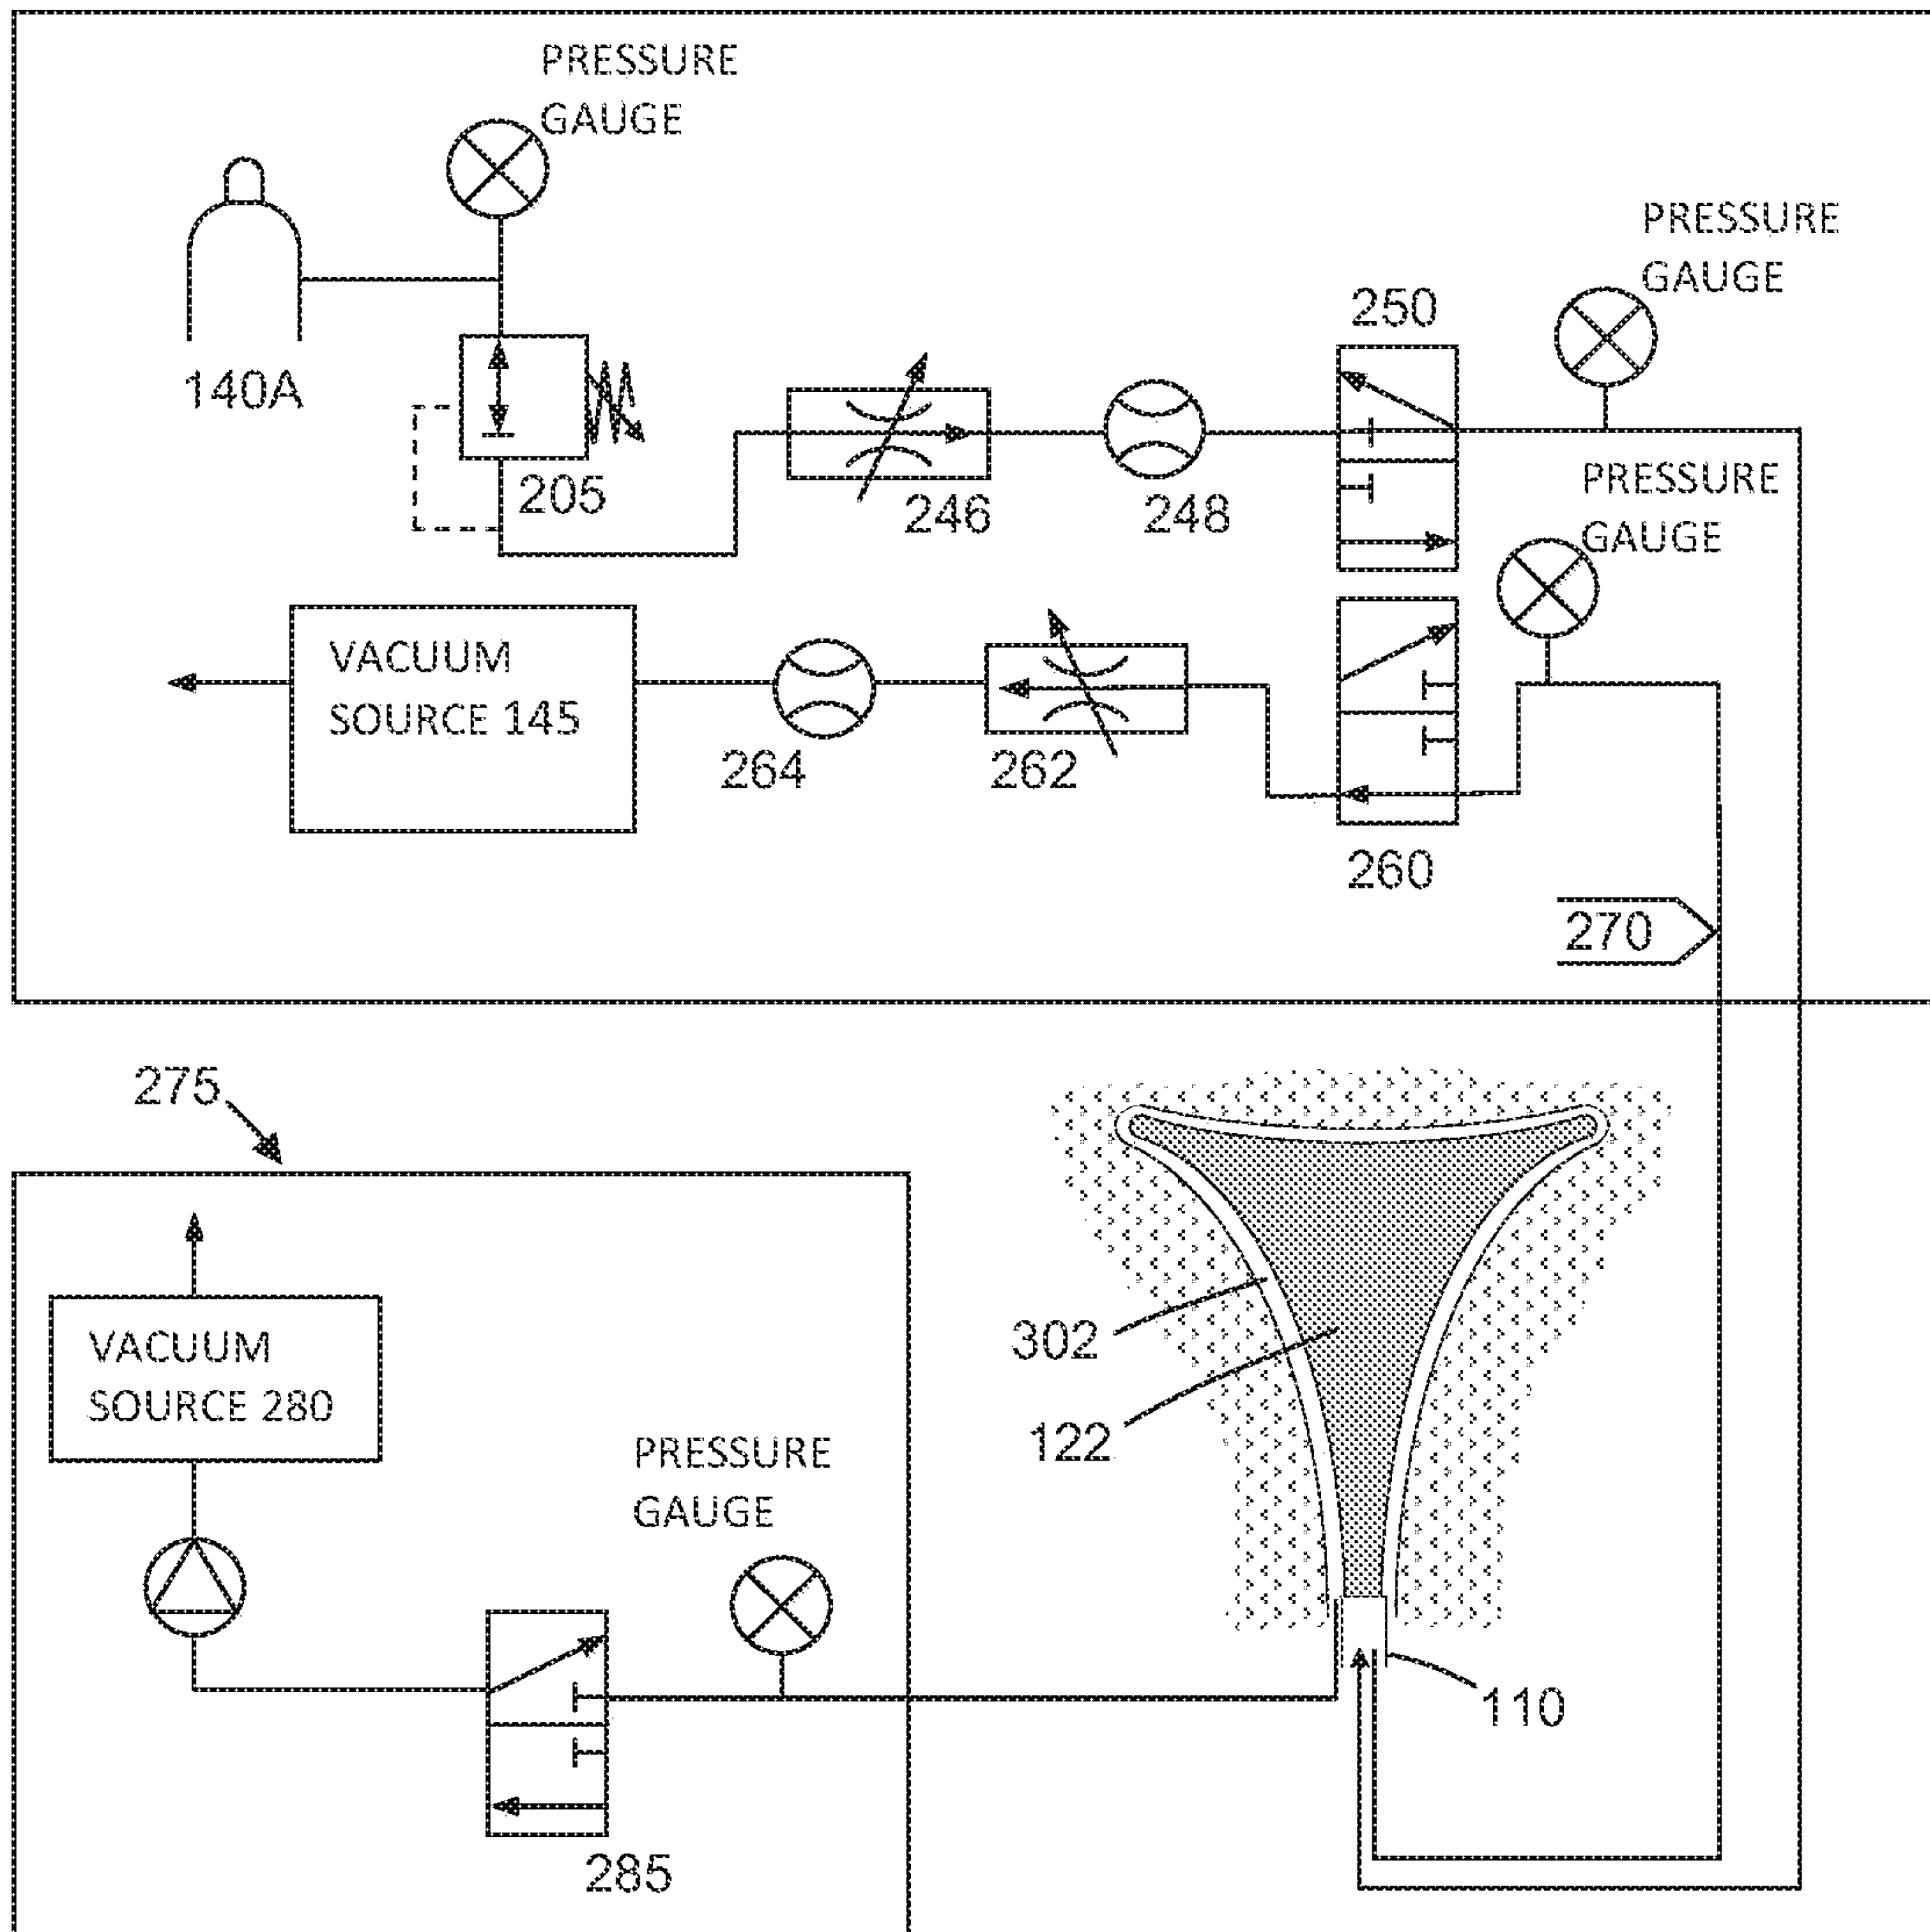 PRESSURE
GAUGE
PRESSURE
GAUGE
140A
250
205
246
248
PRESSURE
GAUGE
VACUUM
SOURCE 145
264
262
260
270
275
302
VACUUM
SOURCE 280
122
PRESSURE
GAUGE
110
285